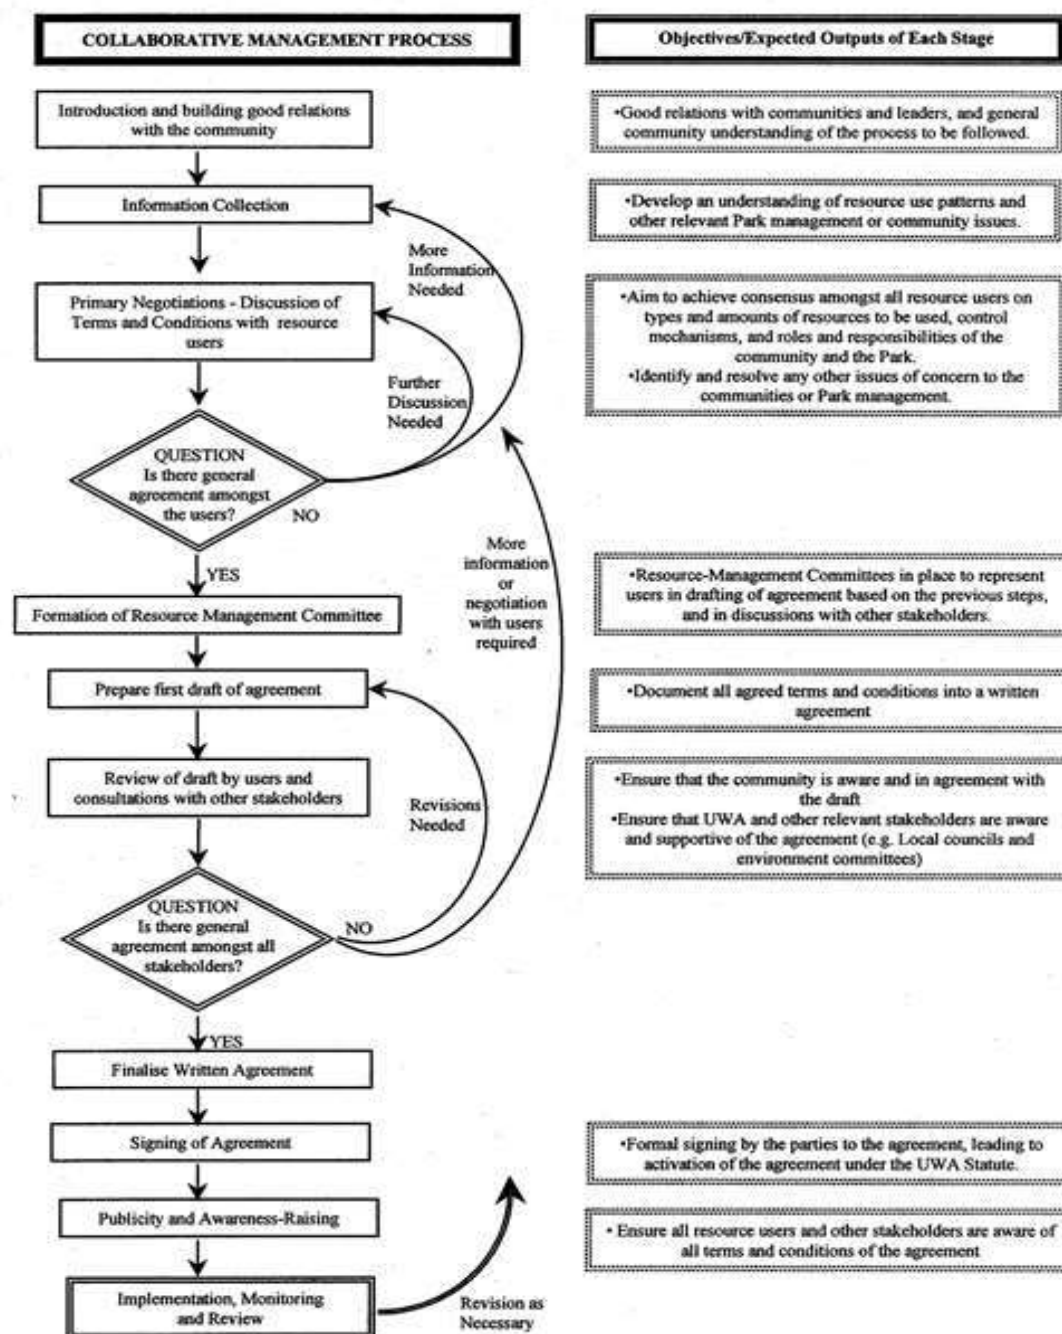 COLLABORATIVE MANAGEMENT PROCESS
Objectives/Expected Outputs of Each Stage
Introduction and building good relations
with the community
•Good relations with communities and leaders, and general
community understanding of the process to be followed.
Information Collection
•Develop an understanding of resource use patterns and
other relevant Park management or community issues.
More
Information
Needed
Primary Negotiations - Discussion of
Terms and Conditions with resource
users
•Aim to achieve consensus amongst all resource users on
types and amounts of resources to be used, control
mechanisms, and roles and responsibilities of the
community and the Park.
•Identify and resolve any other issues of concern to the
communities or Park management.
Further
Discussion
Needed
QUESTION
Is there general
agreement amongst
the users?
NO
YES
More
information
or
negotiation
with users
required
Formation of Resource Management Committee
•Resource-Management Committees in place to represent
users in drafting of agreement based on the previous steps,
and in discussions with other stakeholders.
Prepare first draft of agreement
•Document all agreed terms and conditions into a written
agreement
Review of draft by users and
consultations with other stakeholders
Revisions
Needed
•Ensure that the community is aware and in agreement with
the draft
•Ensure that UWA and other relevant stakeholders are aware
and supportive of the agreement (e.g. Local councils and
environment committees)
QUESTION
Is there general
agreement amongst all
stakeholders?
NO
YES
Finalise Written Agreement
Signing of Agreement
•Formal signing by the parties to the agreement, leading to
activation of the agreement under the UWA Statute.
Publicity and Awareness-Raising
• Ensure all resource users and other stakeholders are aware of
all terms and conditions of the agreement
Implementation, Monitoring
and Review
Revision as
Necessary